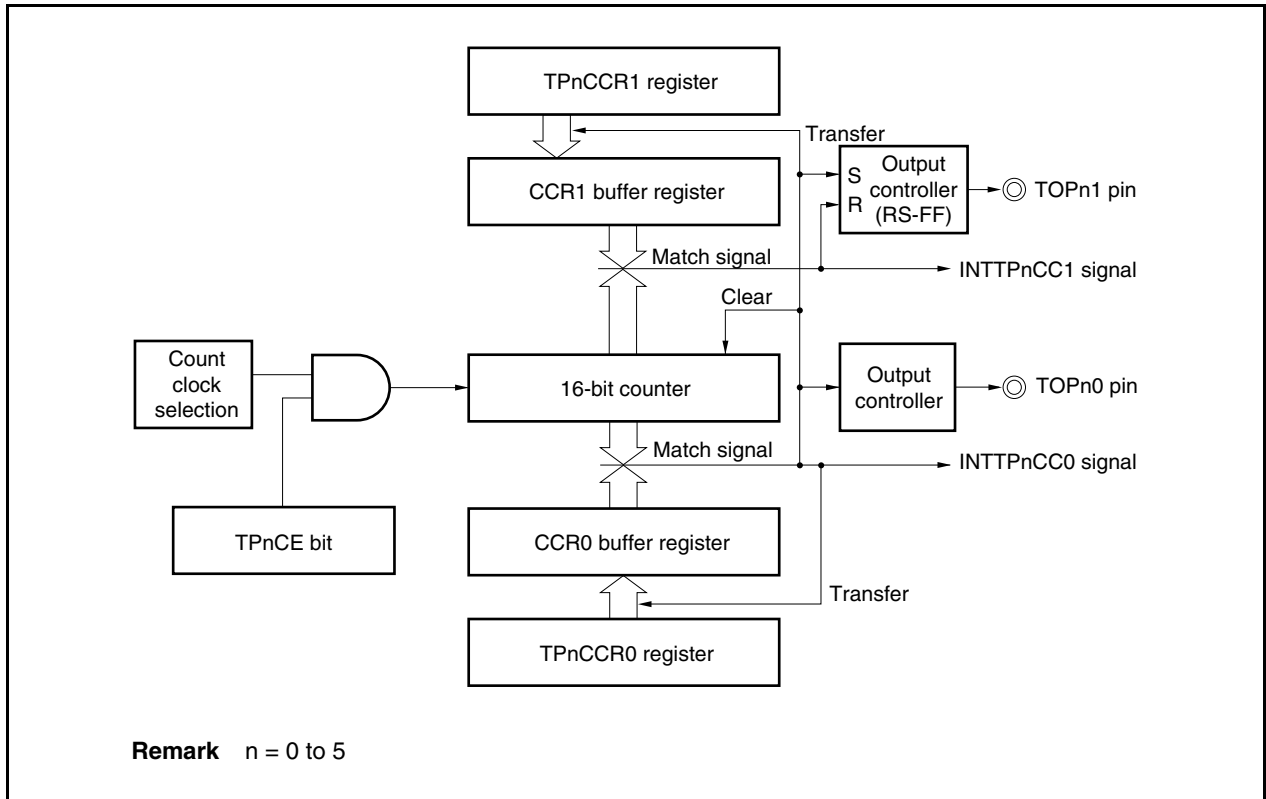 TPnCCR1 register
Transfer
CCR1 buffer register
S
R
Output
controller
(RS-FF)
TOPn1 pin
Match signal
INTTPnCC1 signal
Clear
Count
clock
selection
16-bit counter
Output
controller
TOPn0 pin
Match signal
INTTPnCC0 signal
TPnCE bit
CCR0 buffer register
Transfer
TPnCCR0 register
Remark n = 0 to 5